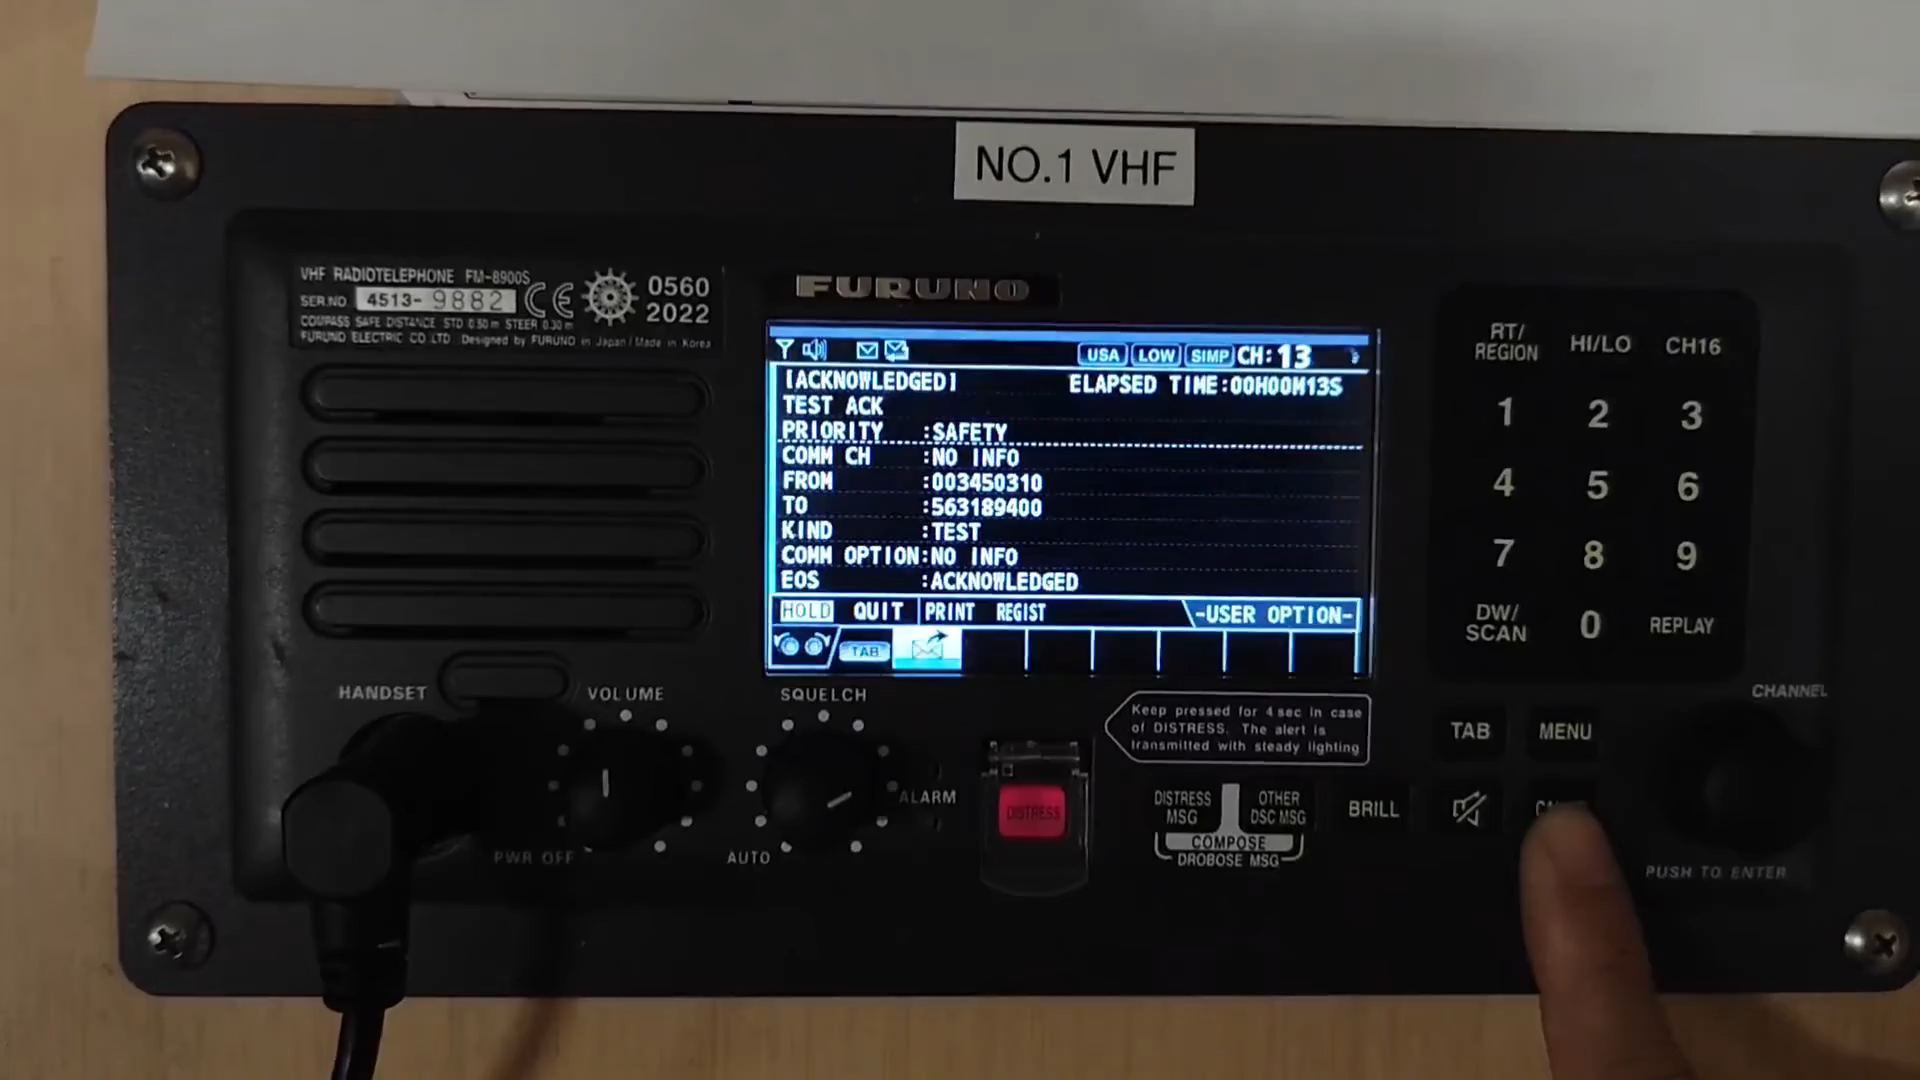 NO.1 VHF
VHF RADIOTELEPHONE FM-8900S
SER.NO. 4513-9882 CE
COMPASS SAFE DISTANCE STD 0.50 m STEER 0.30 m
FURUNO ELECTRIC CO LTD Designed by FURUNO in Japan/Made in Korea
0560
2022
FURUNO
USA LOW SIMP CH:13
[ACKNOWLEDGED] ELAPSED TIME:00H00M13S
TEST ACK
PRIORITY :SAFETY
COMM CH :NO INFO
FROM :003450310
TO :563189400
KIND :TEST
COMM OPTION:NO INFO
EOS :ACKNOWLEDGED
HOLD QUIT PRINT REGIST -USER OPTION-
TAB
RT/
REGION HI/LO CH16
1 2 3
4 5 6
7 8 9
DW/
SCAN 0 REPLAY
HANDSET
VOLUME
PWR OFF
SQUELCH
AUTO
ALARM
DISTRESS
Keep pressed for 4 sec in case
of DISTRESS. The alert is
transmitted with steady lighting
DISTRESS
MSG
OTHER
DSC MSG
COMPOSE
DROBOSE MSG
BRILL
TAB MENU
CHANNEL
PUSH TO ENTER